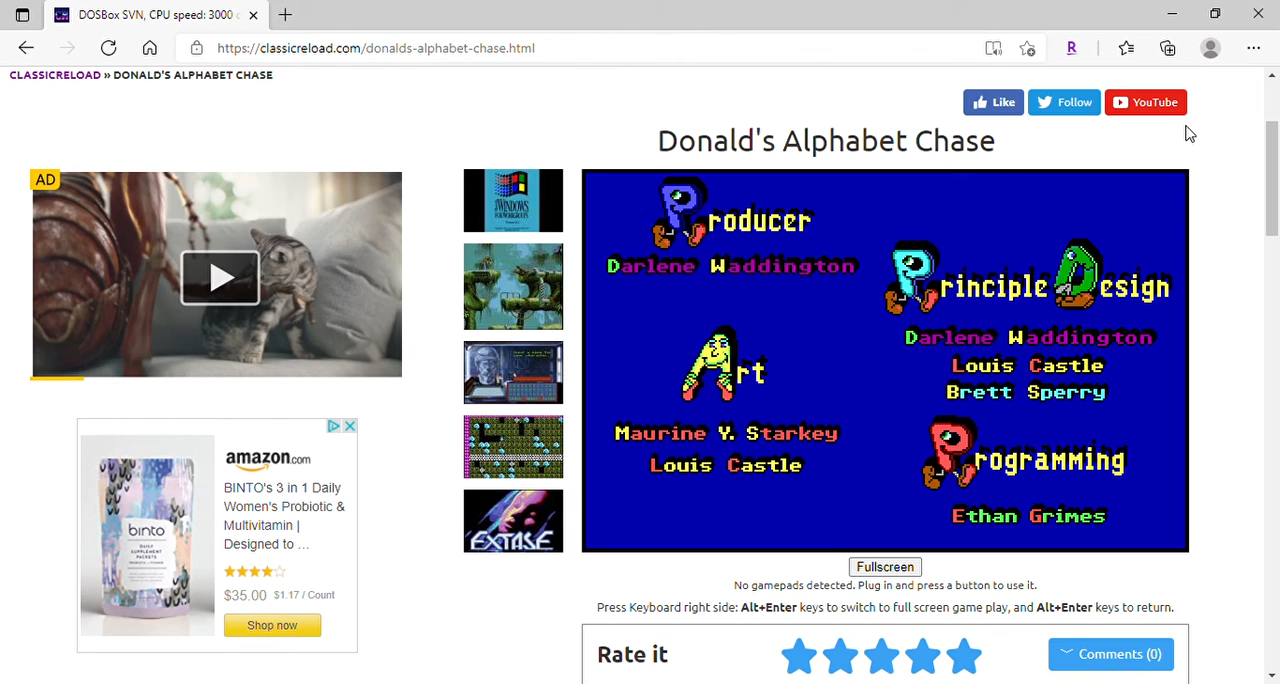 DOSBox SVN, CPU speed: 3000 c
https://classicreload.com/donalds-alphabet-chase.html
CLASSICRELOAD » DONALD'S ALPHABET CHASE
Like
Follow
YouTube
Donald's Alphabet Chase
AD
WINDOWS
Producer
Darlene Waddington
Principle Design
Darlene Waddington
Louis Castle
Brett Sperry
Art
Maurine Y. Starkey
Louis Castle
Programming
Ethan Grimes
EXTASE
amazon.com
BINTO's 3 in 1 Daily
Women's Probiotic &
Multivitamin |
Designed to ...
$35.00 $1.17 / Count
Shop now
binto
DAILY
SUPPLEMENT
PACKETS
Fullscreen
No gamepads detected. Plug in and press a button to use it.
Press Keyboard right side: Alt+Enter keys to switch to full screen game play, and Alt+Enter keys to return.
Rate it
Comments (0)